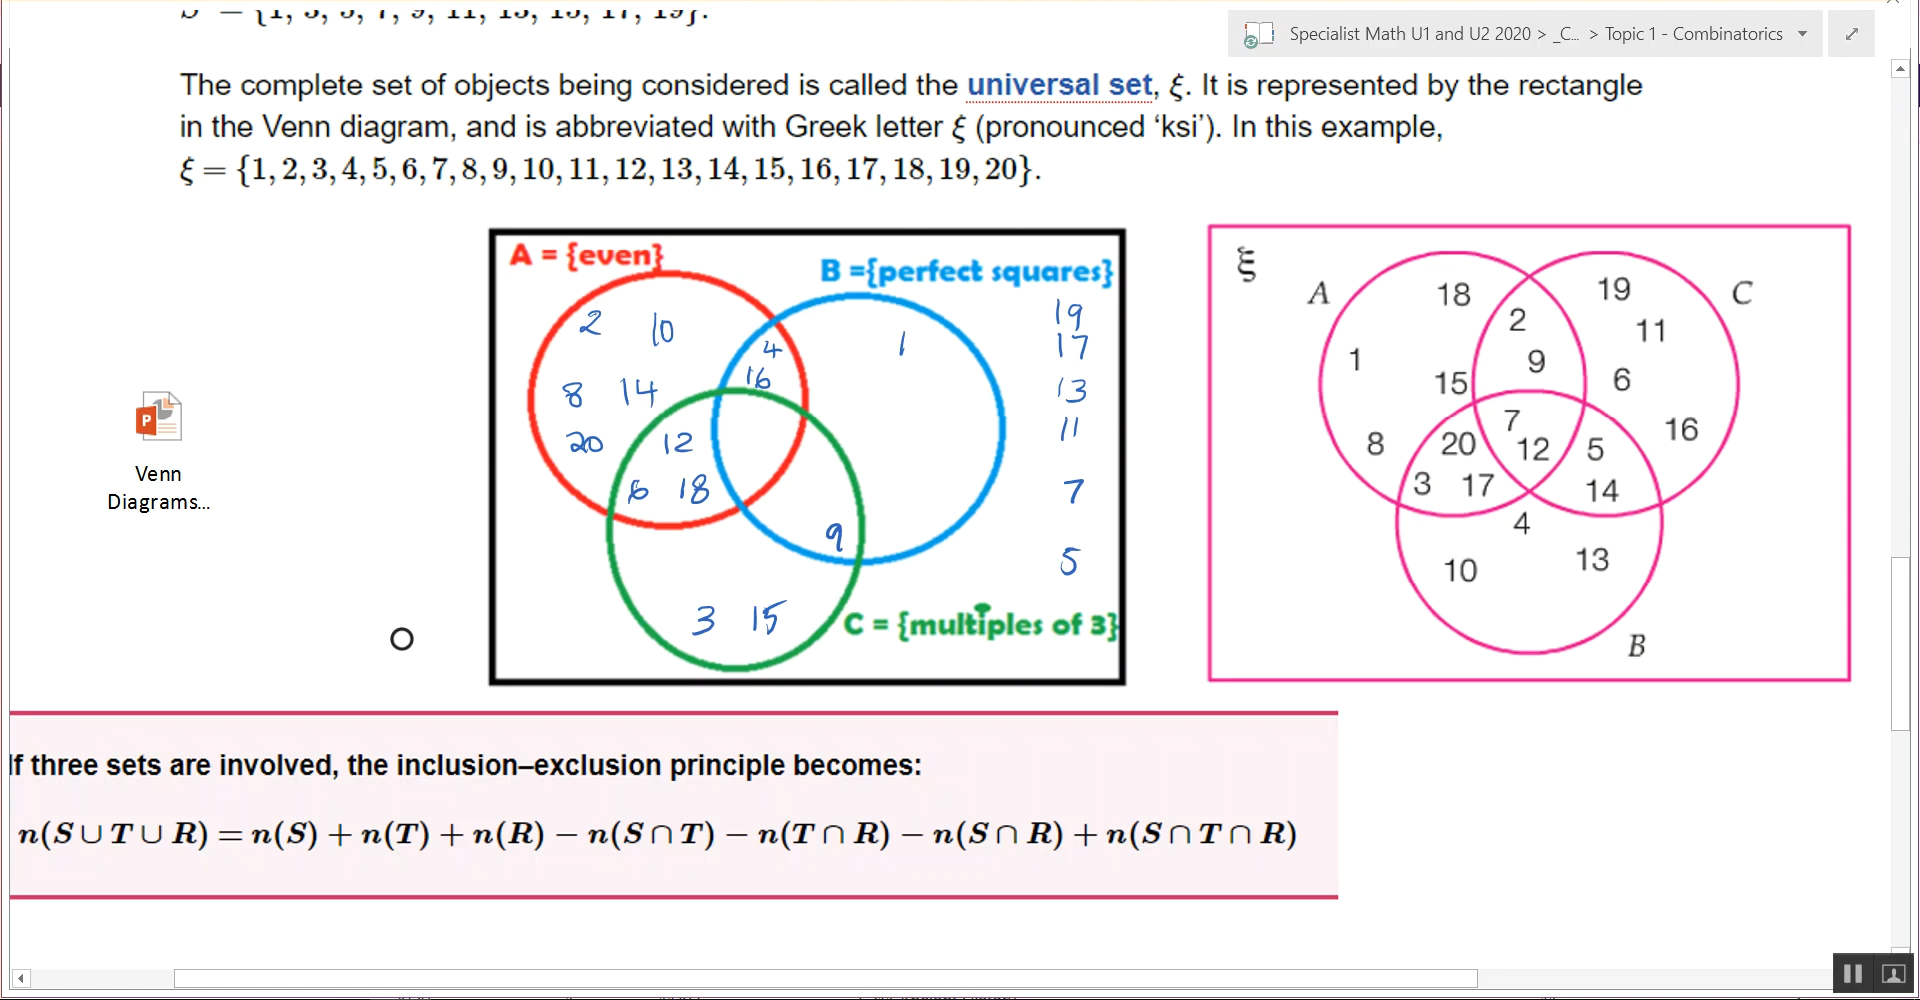 Specialist Math U1 and U2 2020 > _C... > Topic 1 - Combinatorics
The complete set of objects being considered is called the universal set, ξ. It is represented by the rectangle
in the Venn diagram, and is abbreviated with Greek letter ξ (pronounced ‘ksi’). In this example,
ξ = {1, 2, 3, 4, 5, 6, 7, 8, 9, 10, 11, 12, 13, 14, 15, 16, 17, 18, 19, 20}.
P
Venn
Diagrams...
A = {even}
B ={perfect squares}
2 10
4
1
19
17
16
8 14
13
20 12
11
6 18
7
9
5
3 15
C = {multiples of 3}
ξ
A
18
19
C
2
11
1
9
15
6
7
16
8
20
12
5
3 17
14
4
10
13
B
If three sets are involved, the inclusion–exclusion principle becomes:
n(S ∪ T ∪ R) = n(S) + n(T) + n(R) − n(S ∩ T) − n(T ∩ R) − n(S ∩ R) + n(S ∩ T ∩ R)